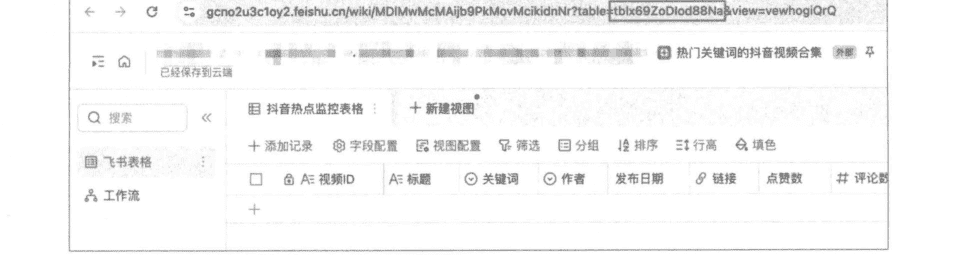 gcno2u3c1oy2.feishu.cn/wiki/MDlMwMcMAijb9PkMovMcikidnNr?table=tblx69ZoDlod88Na&view=vewhogiQrQ
热门关键词的抖音视频合集 外部
已经保存到云端
搜索
抖音热点监控表格 + 新建视图
+ 添加记录 字段配置 视图配置 筛选 分组 排序 行高 填色
飞书表格
视频ID 标题 关键词 作者 发布日期 链接 点赞数 # 评论数
工作流
+